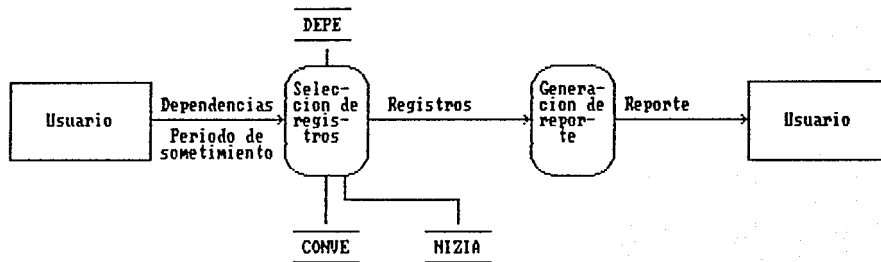 DEPE
Usuario
Dependencias
Periodo de
sometimiento
Selec-
cion de
regis-
tros
Registros
Genera-
cion de
repor-
te
Reporte
Usuario
CONVE
NIZIA